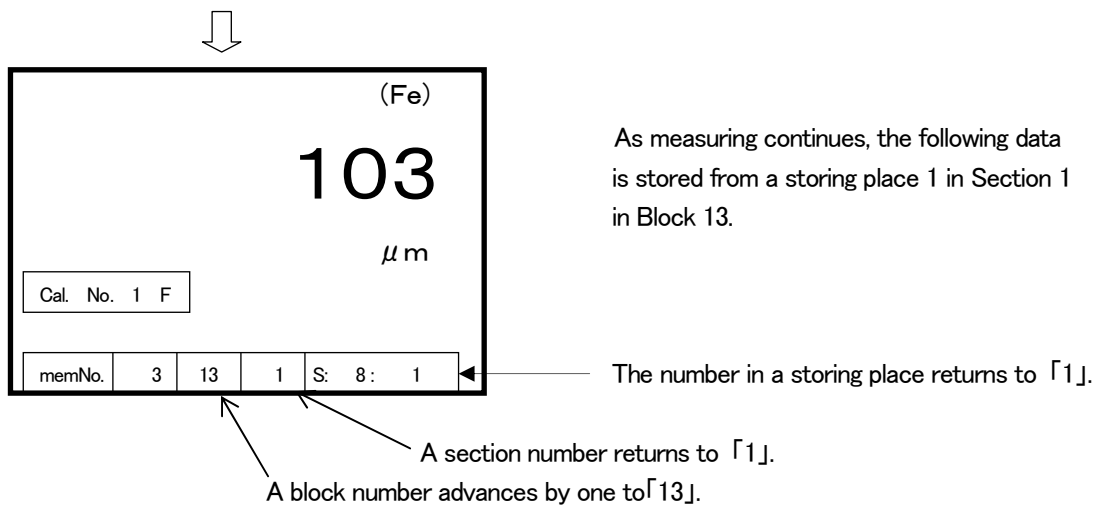 (Fe)
103
μm
Cal. No. 1 F
memNo. 3 13 1 S: 8: 1
As measuring continues, the following data
is stored from a storing place 1 in Section 1
in Block 13.
The number in a storing place returns to「1」.
A section number returns to「1」.
A block number advances by one to「13」.